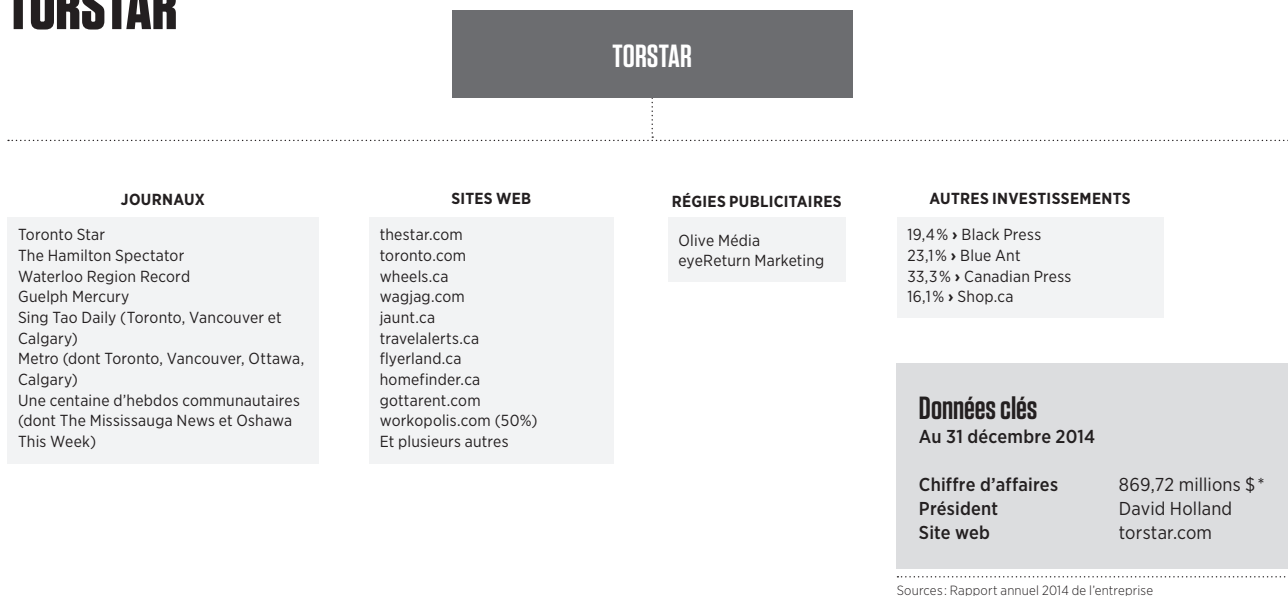 TORSTAR
TORSTAR
JOURNAUX
Toronto Star
The Hamilton Spectator
Waterloo Region Record
Guelph Mercury
Sing Tao Daily (Toronto, Vancouver et
Calgary)
Metro (dont Toronto, Vancouver, Ottawa,
Calgary)
Une centaine d’hebdos communautaires
(dont The Mississauga News et Oshawa
This Week)
SITES WEB
thestar.com
toronto.com
wheels.ca
wagjag.com
jaunt.ca
travelalerts.ca
flyerland.ca
homefinder.ca
gottarent.com
workopolis.com (50%)
Et plusieurs autres
RÉGIES PUBLICITAIRES
Olive Média
eyeReturn Marketing
AUTRES INVESTISSEMENTS
19,4% › Black Press
23,1% › Blue Ant
33,3% › Canadian Press
16,1% › Shop.ca
Données clés
Au 31 décembre 2014
Chiffre d’affaires 869,72 millions $*
Président David Holland
Site web torstar.com
Sources: Rapport annuel 2014 de l’entreprise